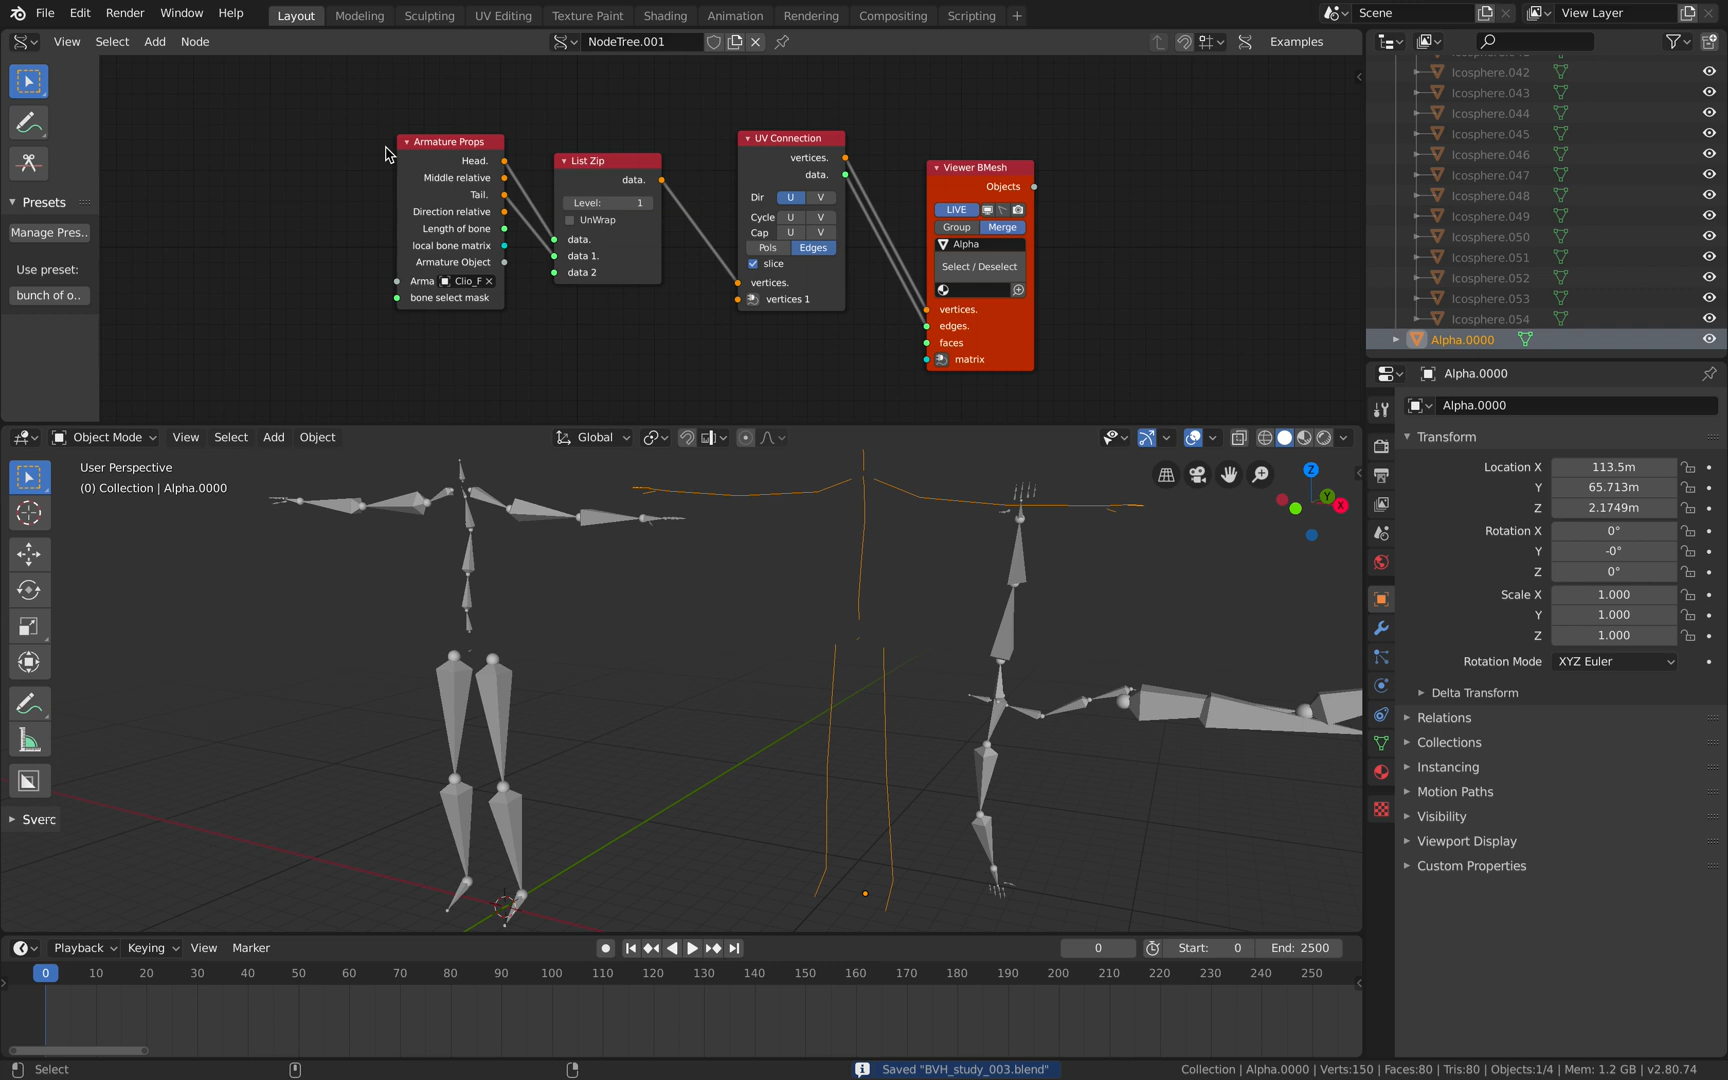 File Edit Render Window Help Layout Modeling Sculpting UV Editing Texture Paint Shading Animation Rendering Compositing Scripting + Scene View Layer
View Select Add Node NodeTree.001 Examples
Presets
Manage Pres..
Use preset:
bunch of o..
Sverc
Armature Props
Head.
Middle relative
Tail.
Direction relative
Length of bone
local bone matrix
Armature Object
Arma Clio_F
bone select mask
List Zip
data.
Level: 1
UnWrap
data.
data 1.
data 2
UV Connection
vertices.
data.
Dir U V
Cycle U V
Cap U V
Pols Edges
slice
vertices.
vertices 1
Viewer BMesh
Objects
LIVE
Group Merge
Alpha
Select / Deselect
vertices.
edges.
faces
matrix
Icosphere.042
Icosphere.043
Icosphere.044
Icosphere.045
Icosphere.046
Icosphere.047
Icosphere.048
Icosphere.049
Icosphere.050
Icosphere.051
Icosphere.052
Icosphere.053
Icosphere.054
Alpha.0000
Alpha.0000
Alpha.0000
Transform
Location X 113.5m
Y 65.713m
Z 2.1749m
Rotation X 0°
Y -0°
Z 0°
Scale X 1.000
Y 1.000
Z 1.000
Rotation Mode XYZ Euler
Delta Transform
Relations
Collections
Instancing
Motion Paths
Visibility
Viewport Display
Custom Properties
Object Mode View Select Add Object Global
User Perspective
(0) Collection | Alpha.0000
Z
Y
X
Playback Keying View Marker 0 Start: 0 End: 2500
0 10 20 30 40 50 60 70 80 90 100 110 120 130 140 150 160 170 180 190 200 210 220 230 240 250
Select Saved "BVH_study_003.blend" Collection | Alpha.0000 | Verts:150 | Faces:80 | Tris:80 | Objects:1/4 | Mem: 1.2 GB | v2.80.74